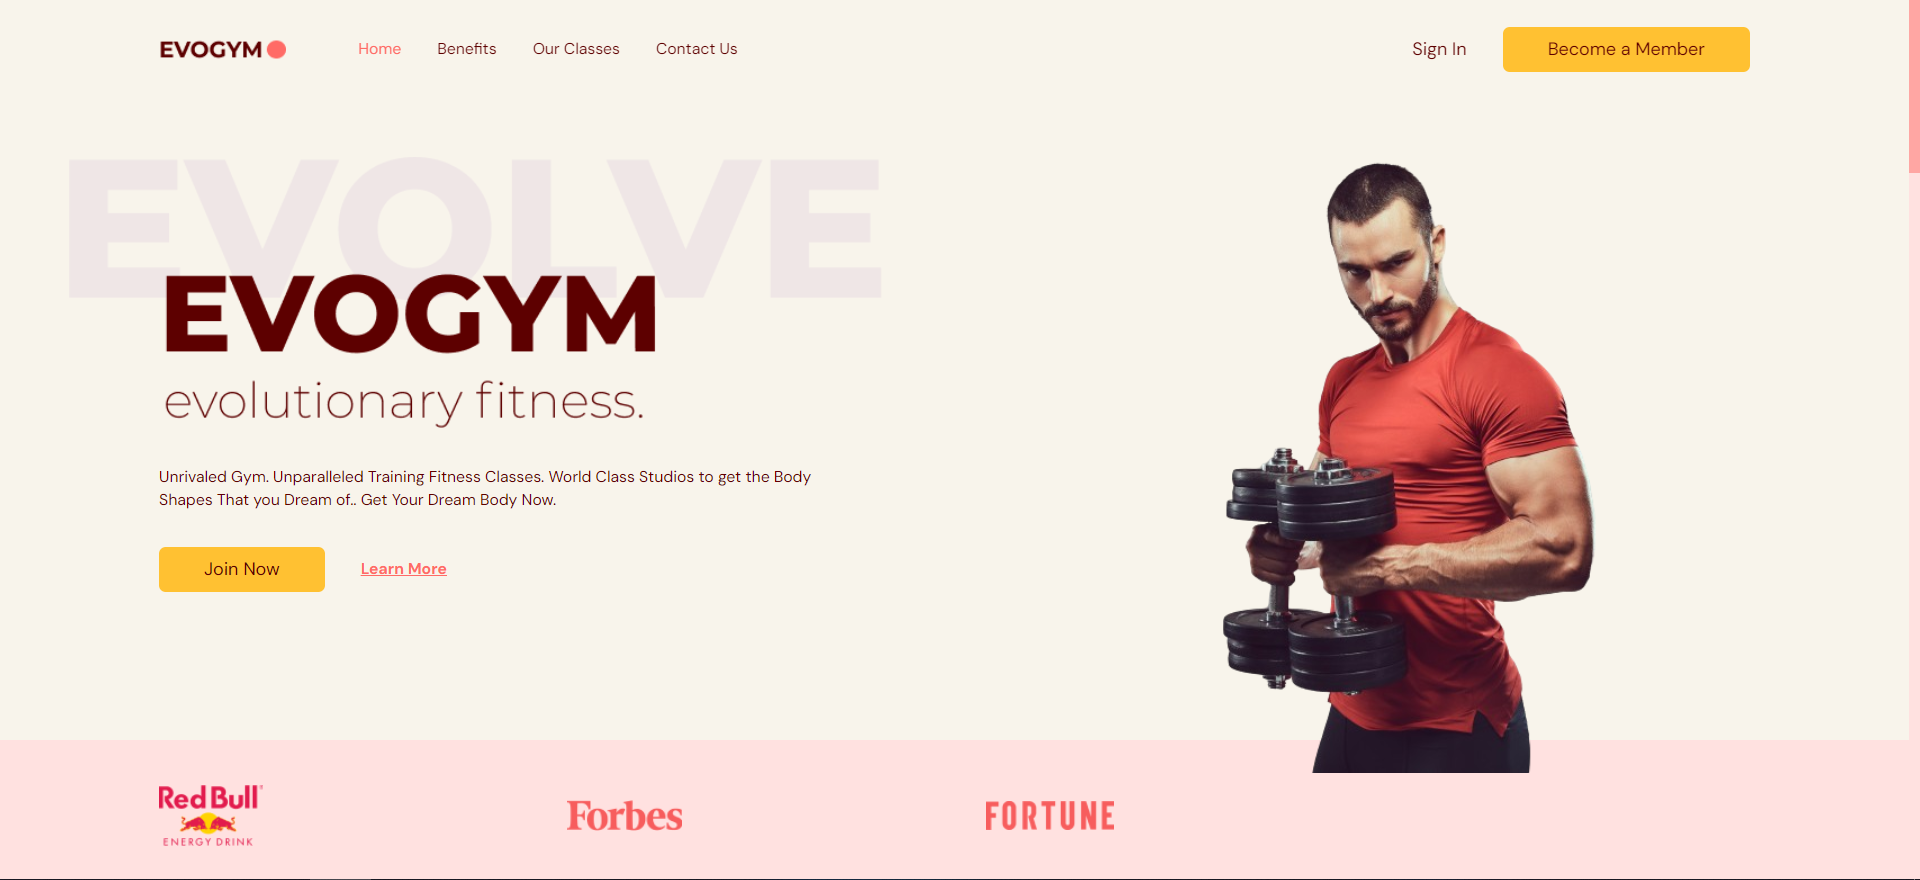 EVOGYM
Home
Benefits
Our Classes
Contact Us
Sign In
Become a Member
EVOLVE
EVOGYM
evolutionary fitness.
Unrivaled Gym. Unparalleled Training Fitness Classes. World Class Studios to get the Body
Shapes That you Dream of.. Get Your Dream Body Now.
Join Now
Learn More
Red Bull
ENERGY DRINK
Forbes
FORTUNE